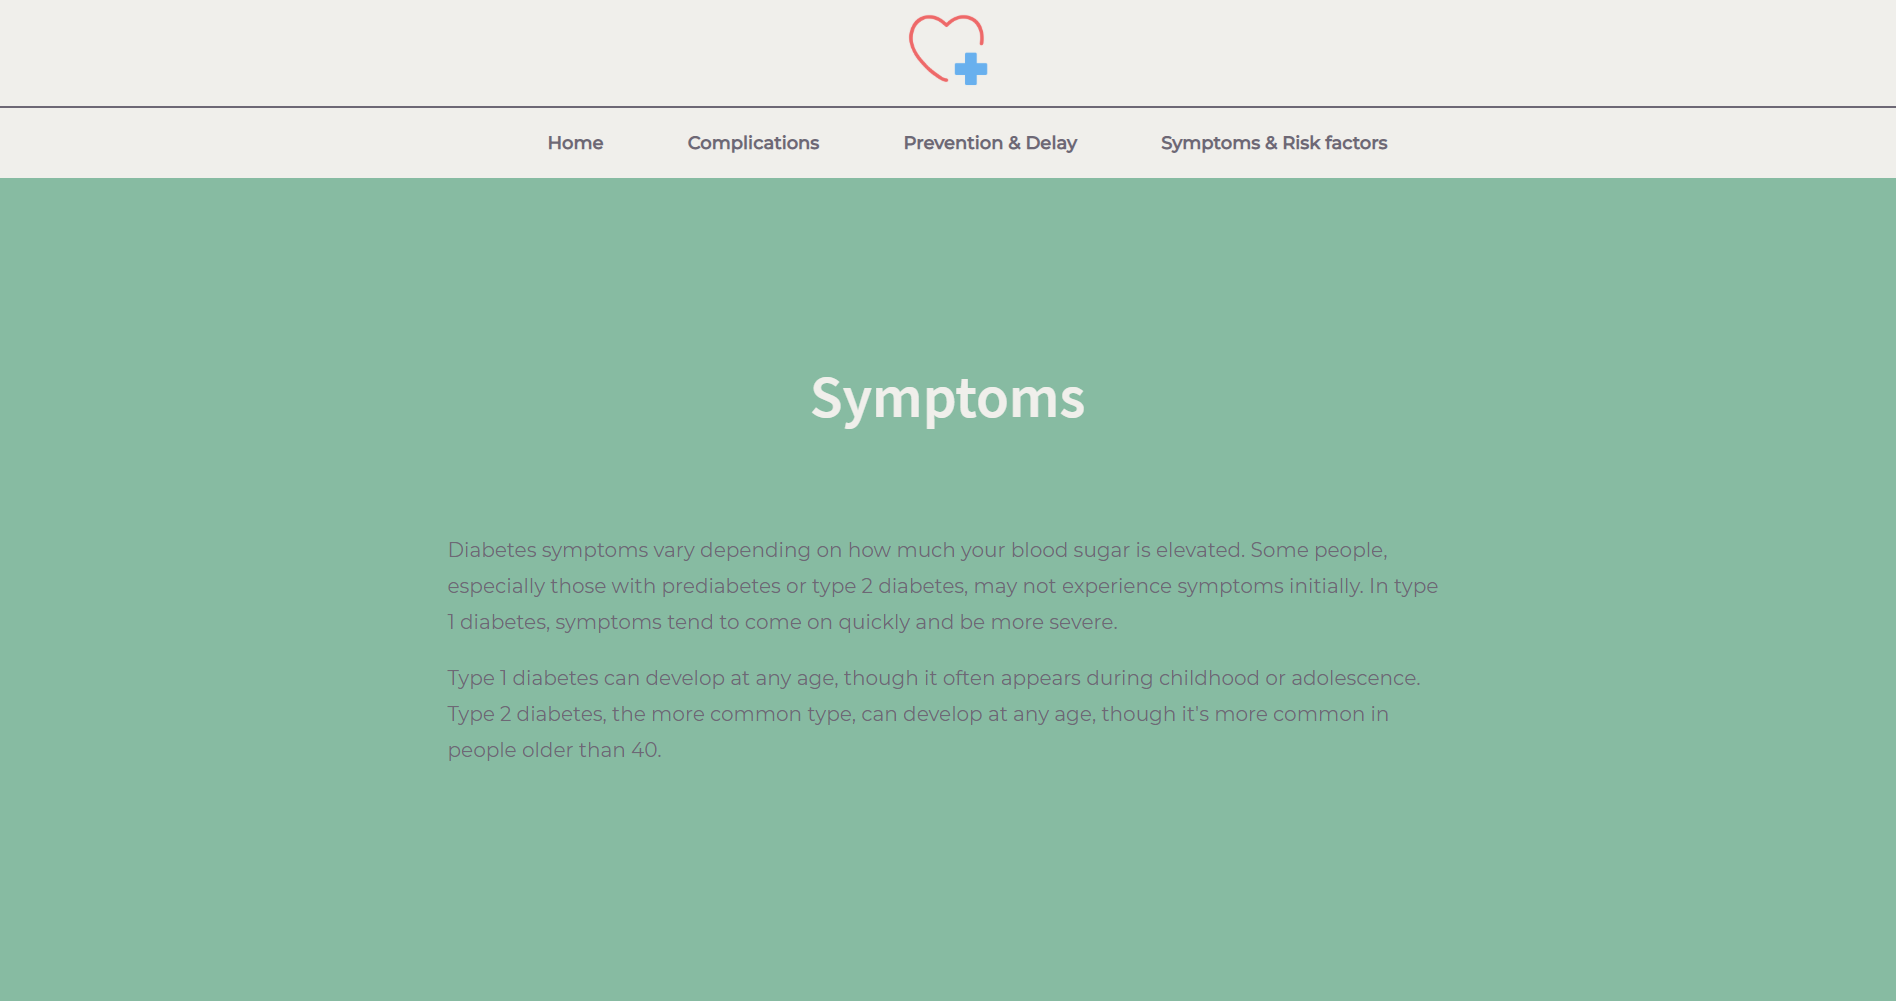 Home
Complications
Prevention & Delay
Symptoms & Risk factors
Symptoms
Diabetes symptoms vary depending on how much your blood sugar is elevated. Some people,
especially those with prediabetes or type 2 diabetes, may not experience symptoms initially. In type
1 diabetes, symptoms tend to come on quickly and be more severe.
Type 1 diabetes can develop at any age, though it often appears during childhood or adolescence.
Type 2 diabetes, the more common type, can develop at any age, though it's more common in
people older than 40.